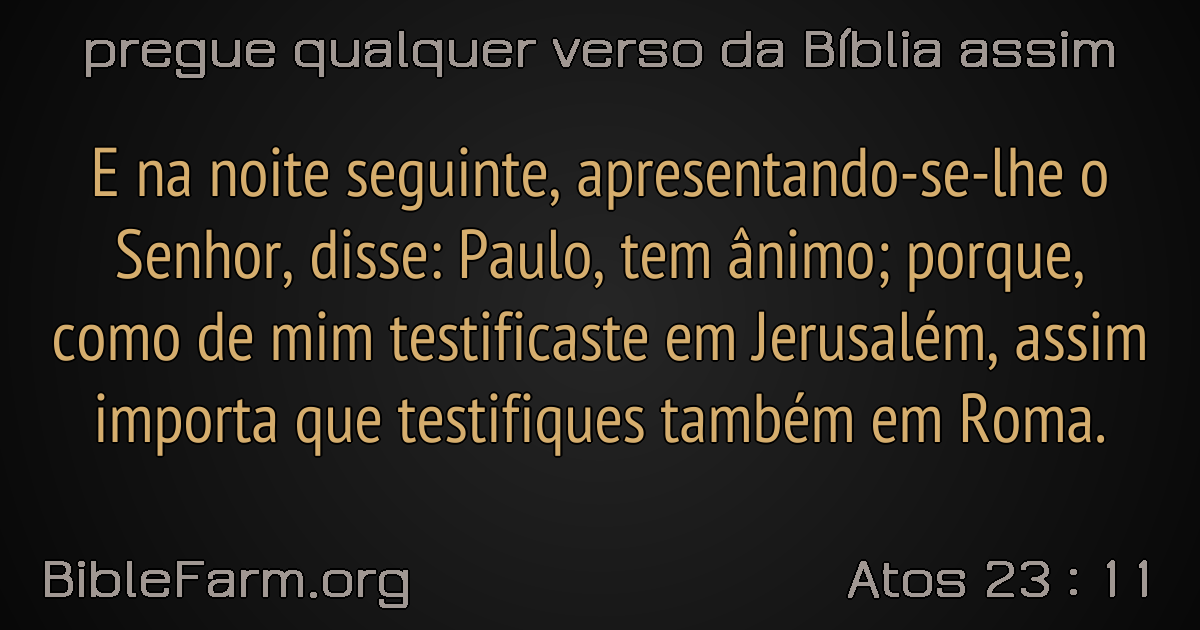 pregue qualquer verso da Bíblia assim
E na noite seguinte, apresentando-se-lhe o
Senhor, disse: Paulo, tem ânimo; porque,
como de mim testificaste em Jerusalém, assim
importa que testifiques também em Roma.
BibleFarm.org
Atos 23 : 11